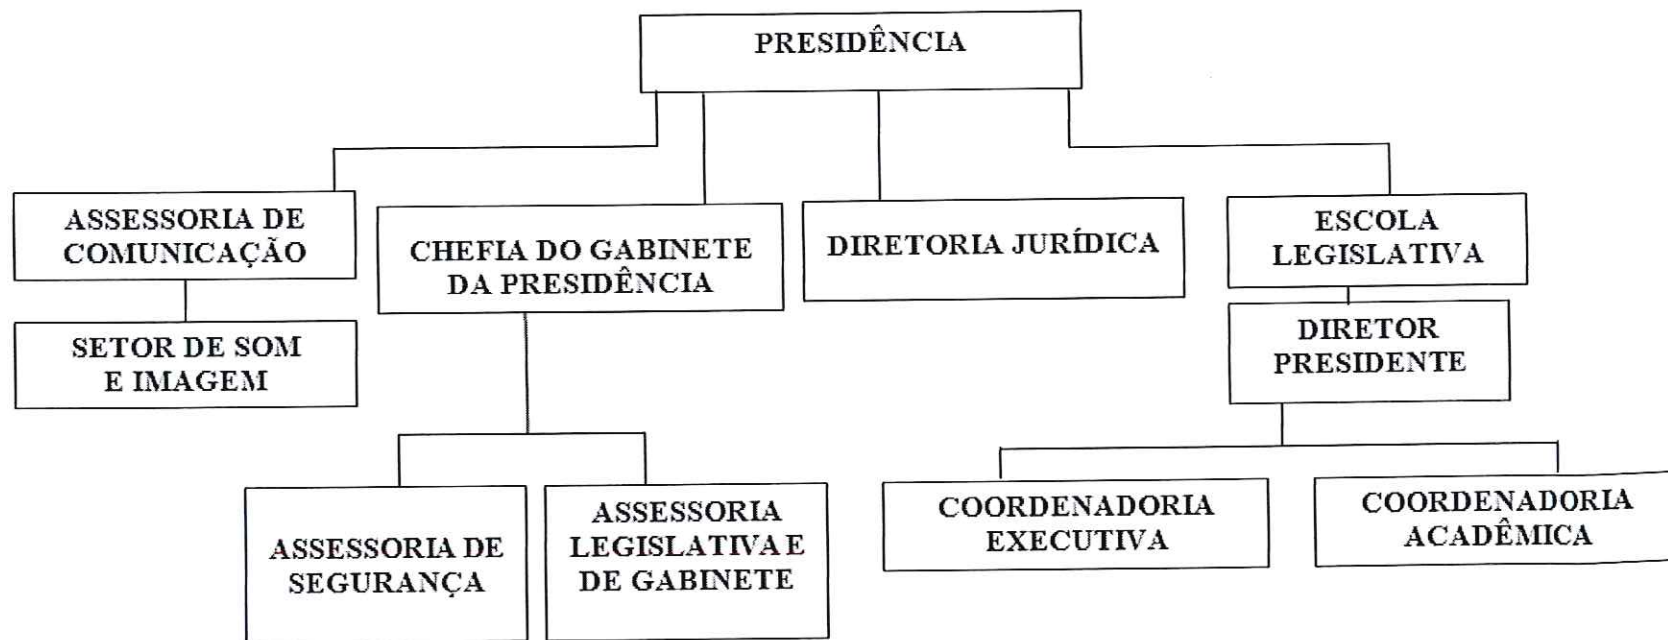 PRESIDÊNCIA
ASSESSORIA DE
COMUNICAÇÃO
CHEFIA DO GABINETE
DA PRESIDÊNCIA
DIRETORIA JURÍDICA
ESCOLA
LEGISLATIVA
SETOR DE SOM
E IMAGEM
DIRETOR
PRESIDENTE
ASSESSORIA DE
SEGURANÇA
ASSESSORIA
LEGISLATIVA E
DE GABINETE
COORDENADORIA
EXECUTIVA
COORDENADORIA
ACADÊMICA